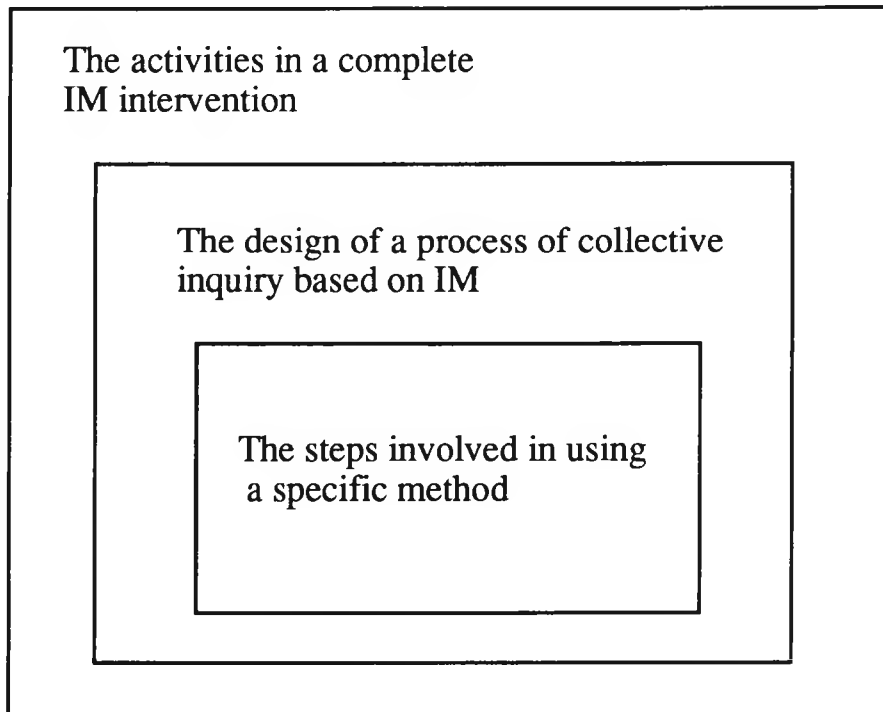 The activities in a complete
IM intervention
The design of a process of collective
inquiry based on IM
The steps involved in using
a specific method